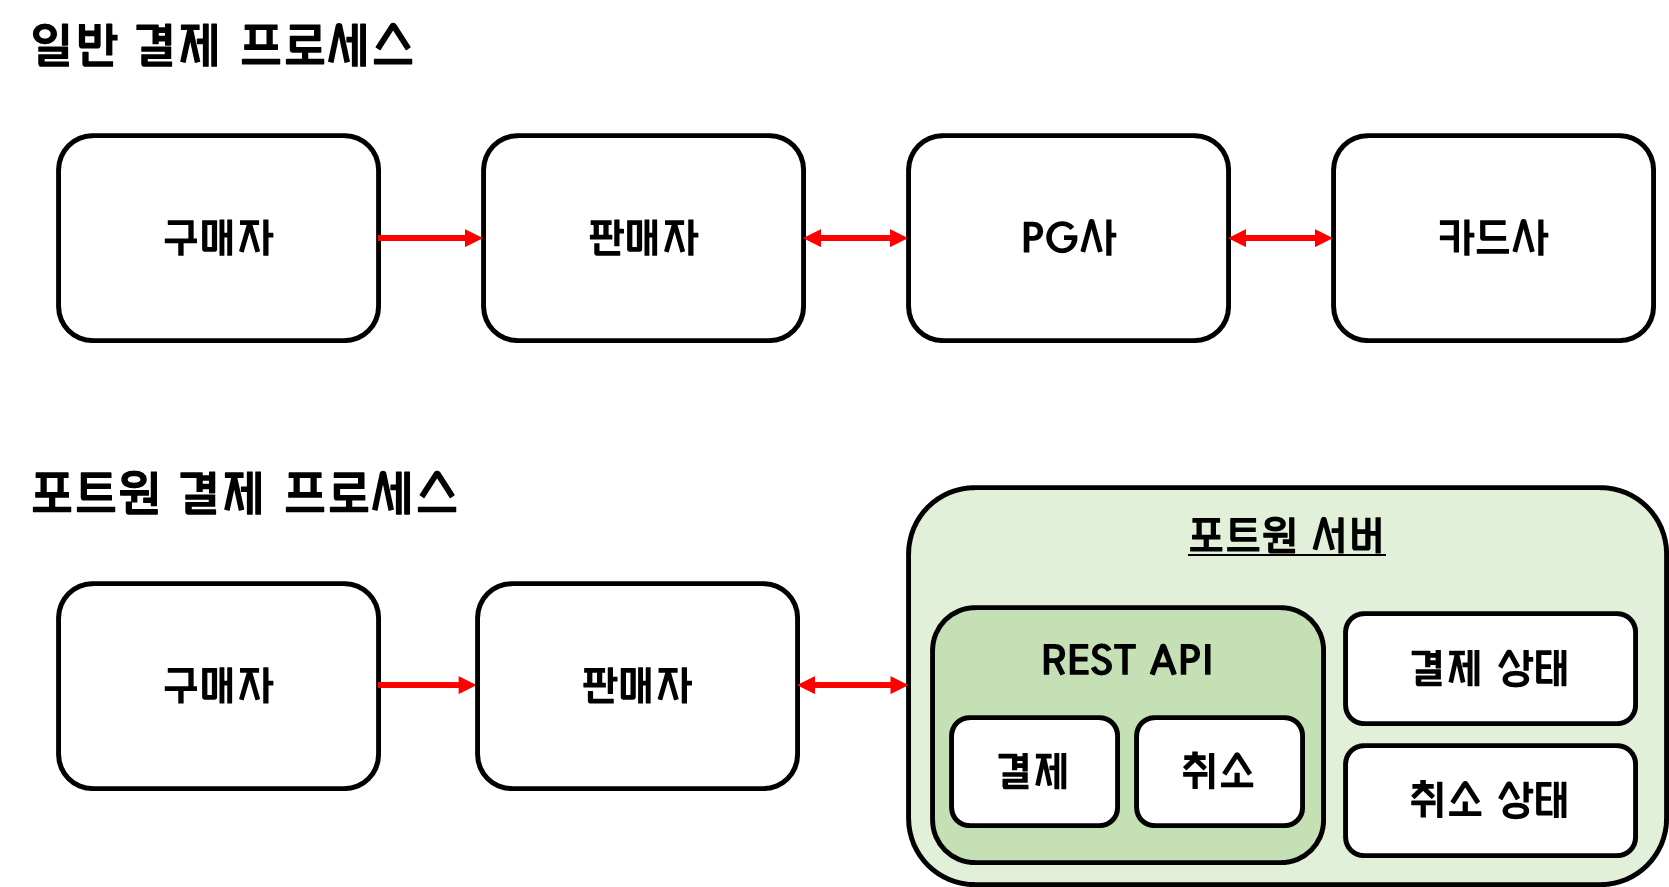 일반 결제 프로세스
구매자
판매자
PG사
카드사
포트원 결제 프로세스
구매자
판매자
포트원 서버
REST API
결제
취소
결제 상태
취소 상태